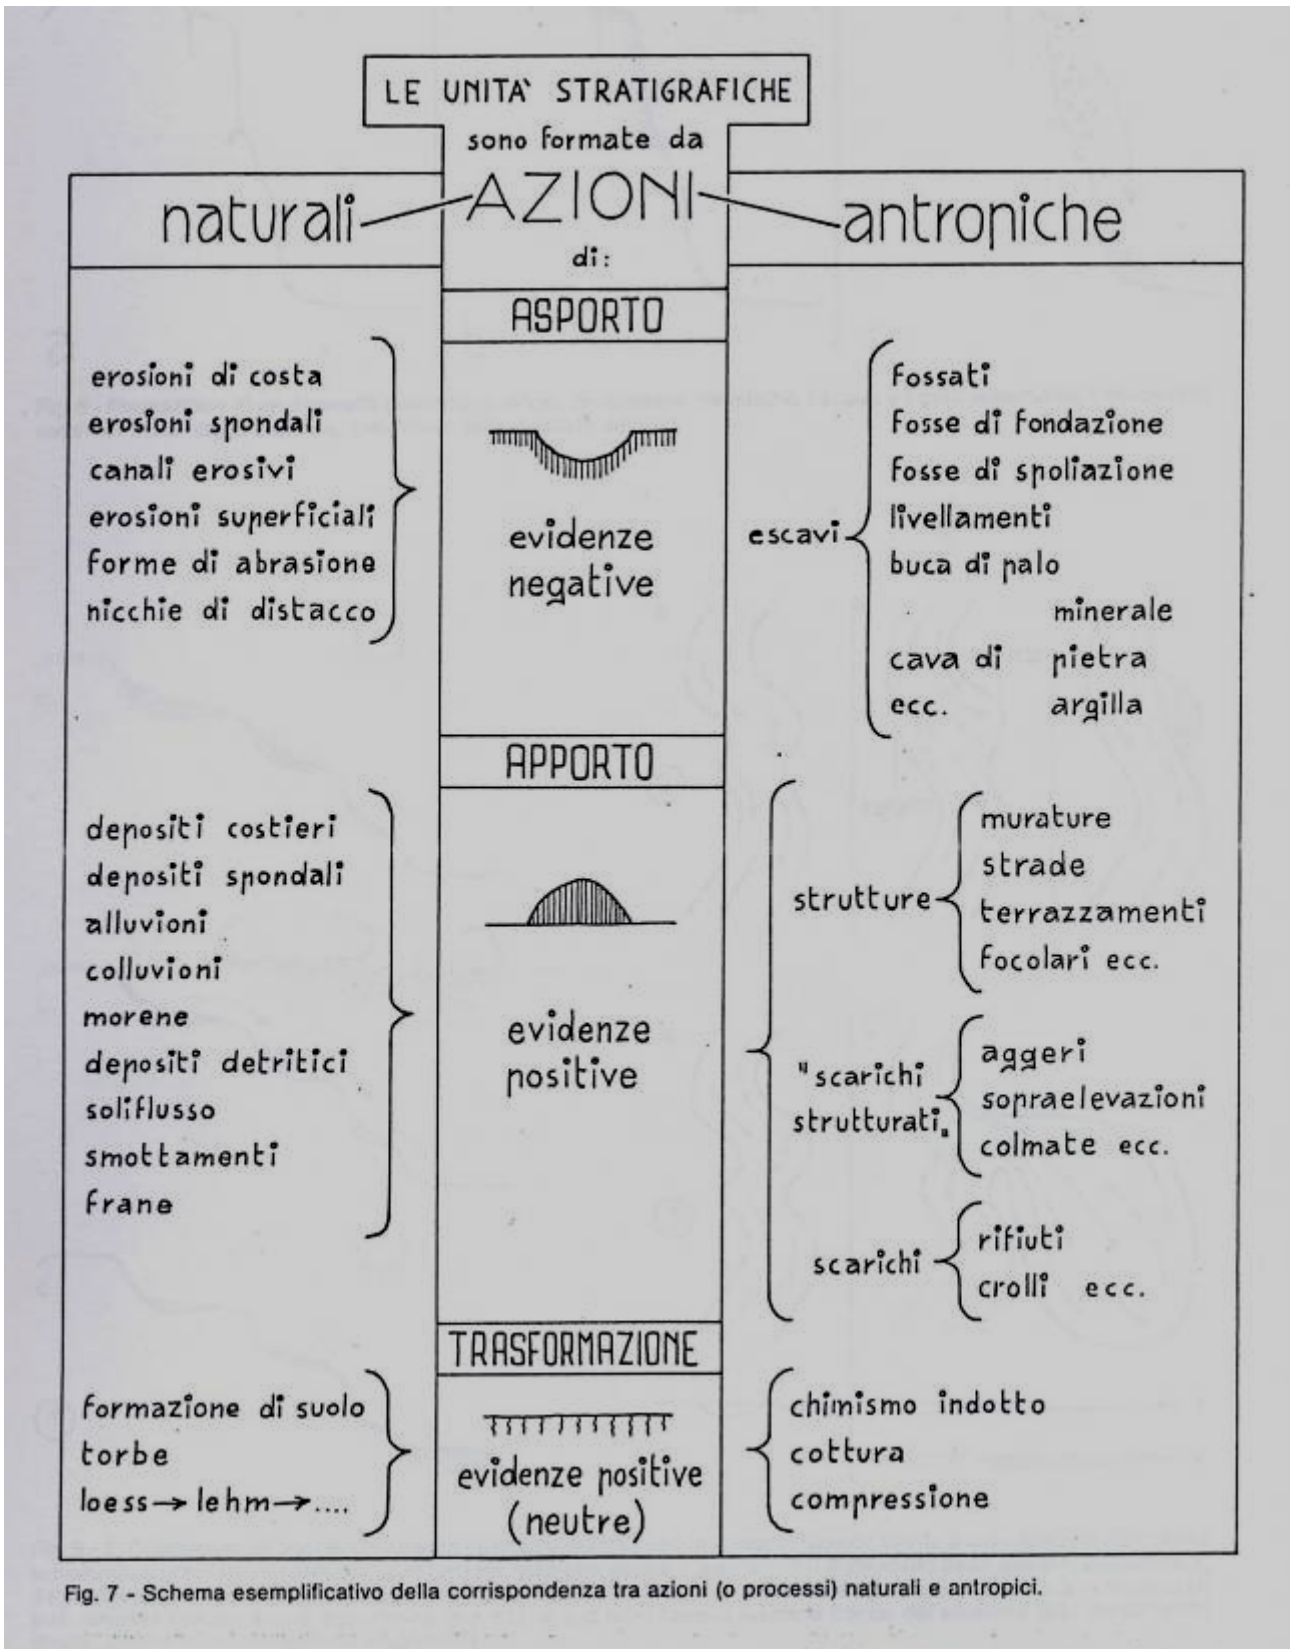 LE UNITA' STRATIGRAFICHE
sono formate da
naturali AZIONI antropiche
di:
ASPORTO
erosioni di costa
erosioni spondali
canali erosivi
erosioni superficiali
forme di abrasione
nicchie di distacco
evidenze
negative
escavi
fossati
fosse di fondazione
fosse di spoliazione
livellamenti
buca di palo
minerale
cava di pietra
ecc. argilla
APPORTO
depositi costieri
depositi spondali
alluvioni
colluvioni
morene
depositi detritici
soliflusso
smottamenti
frane
evidenze
positive
strutture
murature
strade
terrazzamenti
focolari ecc.
"scarichi
strutturati"
aggeri
sopraelevazioni
colmate ecc.
scarichi
rifiuti
crolli ecc.
TRASFORMAZIONE
formazione di suolo
torbe
loess→lehm→....
evidenze positive
(neutre)
chimismo indotto
cottura
compressione
Fig. 7 - Schema esemplificativo della corrispondenza tra azioni (o processi) naturali e antropici.